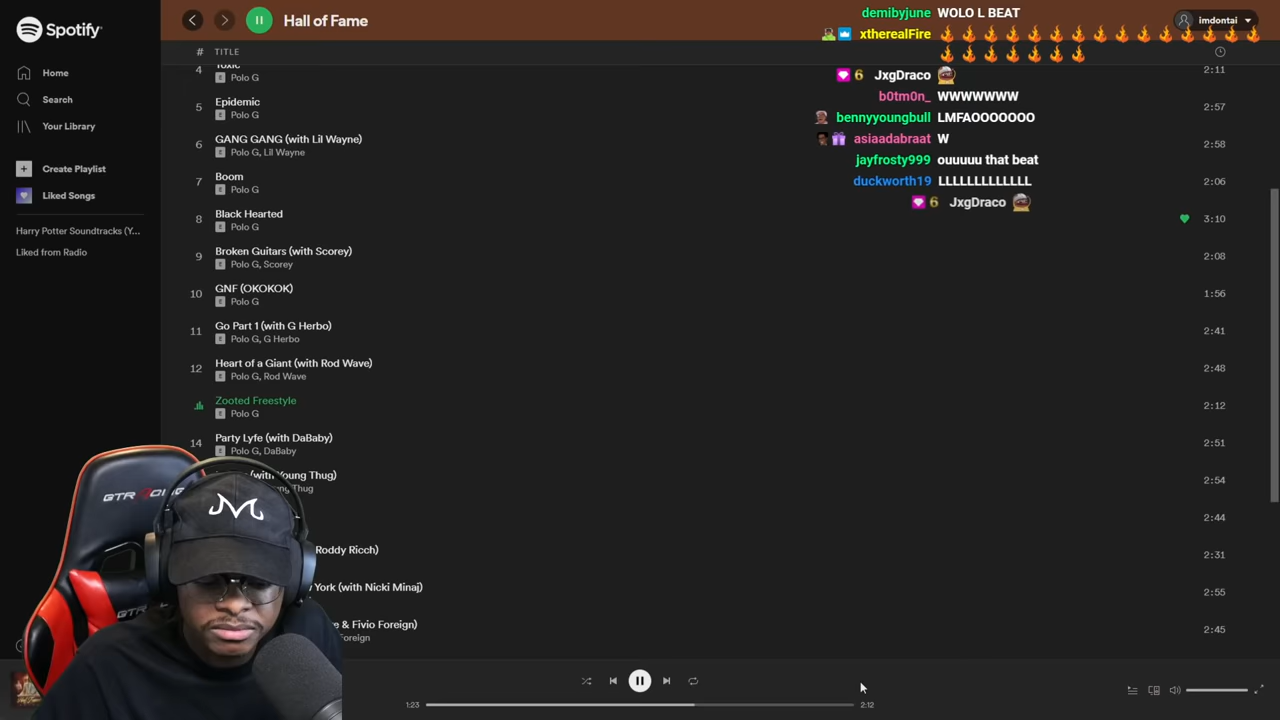 Spotify
Home
Search
Your Library
Create Playlist
Liked Songs
Harry Potter Soundtracks (Y...
Liked from Radio
Hall of Fame
imdontai
# TITLE
4 Toxic 2:11
E Polo G
5 Epidemic 2:57
E Polo G
6 GANG GANG (with Lil Wayne) 2:58
E Polo G, Lil Wayne
7 Boom 2:06
E Polo G
8 Black Hearted 3:10
E Polo G
9 Broken Guitars (with Scorey) 2:08
E Polo G, Scorey
10 GNF (OKOKOK) 1:56
E Polo G
11 Go Part 1 (with G Herbo) 2:41
E Polo G, G Herbo
12 Heart of a Giant (with Rod Wave) 2:48
E Polo G, Rod Wave
Zooted Freestyle 2:12
E Polo G
14 Party Lyfe (with DaBaby) 2:51
E Polo G, DaBaby
(with Young Thug) 2:54
Thug
2:44
Roddy Ricch) 2:31
York (with Nicki Minaj) 2:55
& Fivio Foreign) 2:45
Foreign
demibyjune WOLO L BEAT
xtherealFire
6 JxgDraco
b0tm0n_ WWWWWWW
bennyyoungbull LMFAOOOOOOO
asiaadabraat W
jayfrosty999 ouuuuu that beat
duckworth19 LLLLLLLLLLLLL
6 JxgDraco
GTR
GTR
1:23 2:12